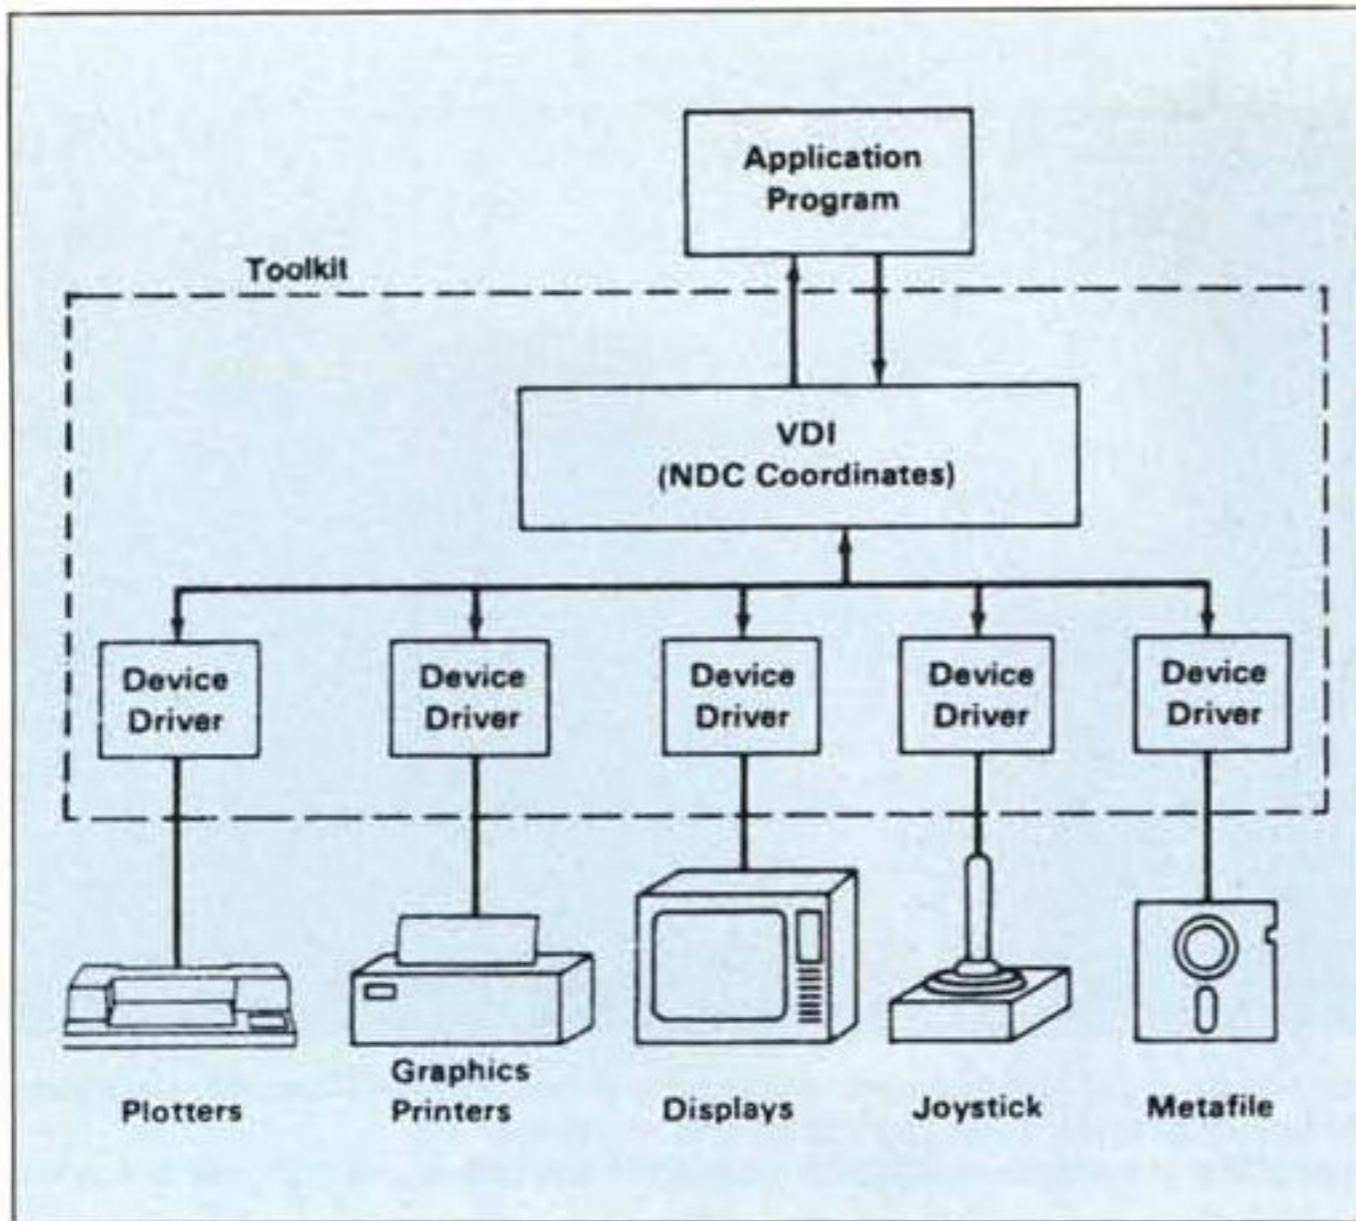 Application
Program
Toolkit
VDI
(NDC Coordinates)
Device
Driver
Device
Driver
Device
Driver
Device
Driver
Device
Driver
Plotters
Graphics
Printers
Displays
Joystick
Metafile